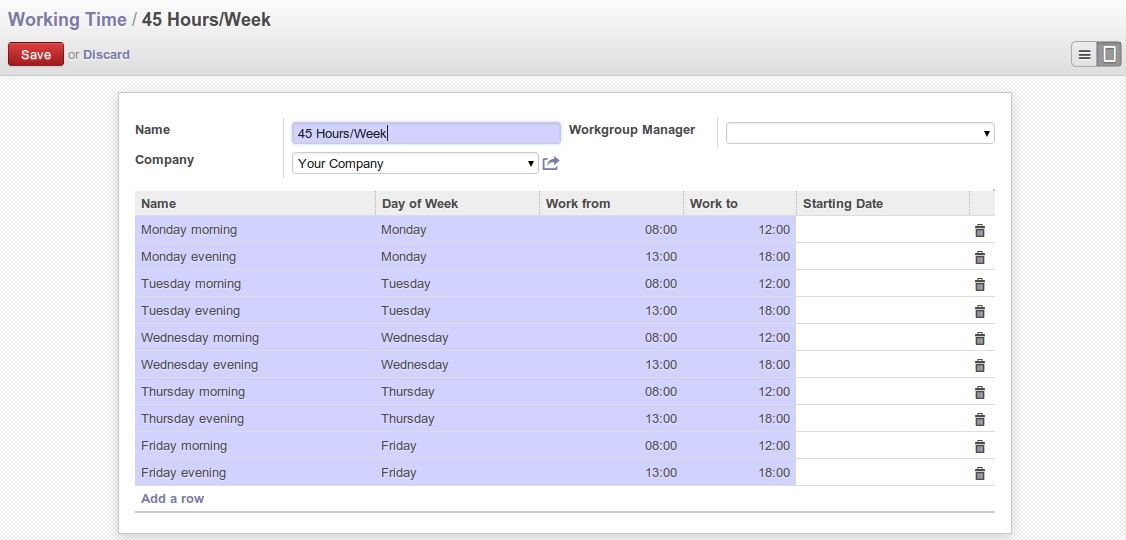 Working Time / 45 Hours/Week
Save or Discard
Name 45 Hours/Week Workgroup Manager
Company Your Company
Name Day of Week Work from Work to Starting Date
Monday morning Monday 08:00 12:00
Monday evening Monday 13:00 18:00
Tuesday morning Tuesday 08:00 12:00
Tuesday evening Tuesday 13:00 18:00
Wednesday morning Wednesday 08:00 12:00
Wednesday evening Wednesday 13:00 18:00
Thursday morning Thursday 08:00 12:00
Thursday evening Thursday 13:00 18:00
Friday morning Friday 08:00 12:00
Friday evening Friday 13:00 18:00
Add a row